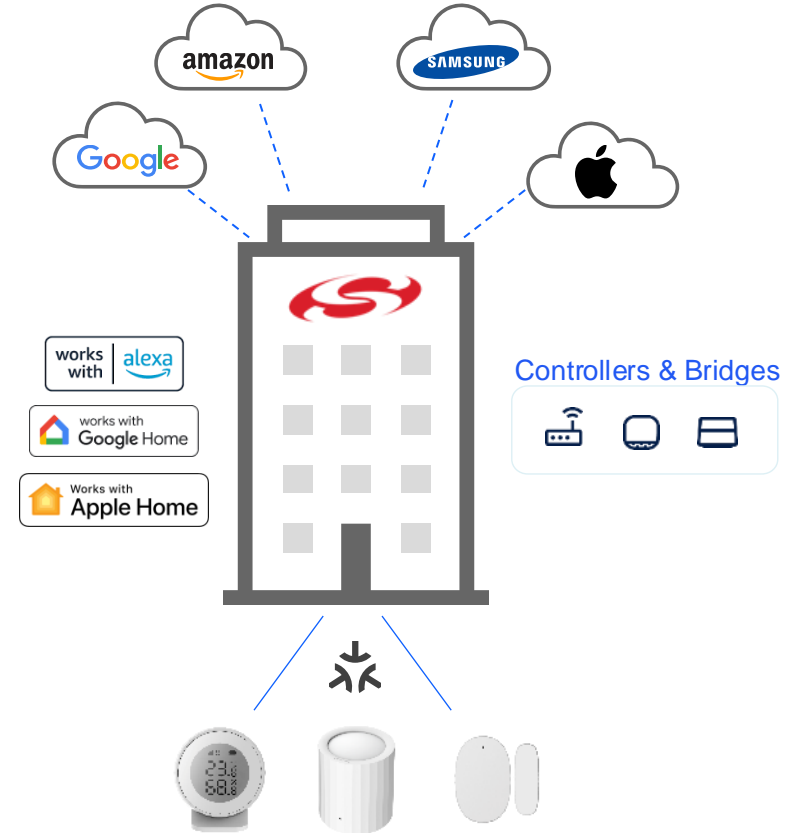 amazon
SAMSUNG
Google
works
with
alexa
works with
Google Home
Works with
Apple Home
Controllers & Bridges